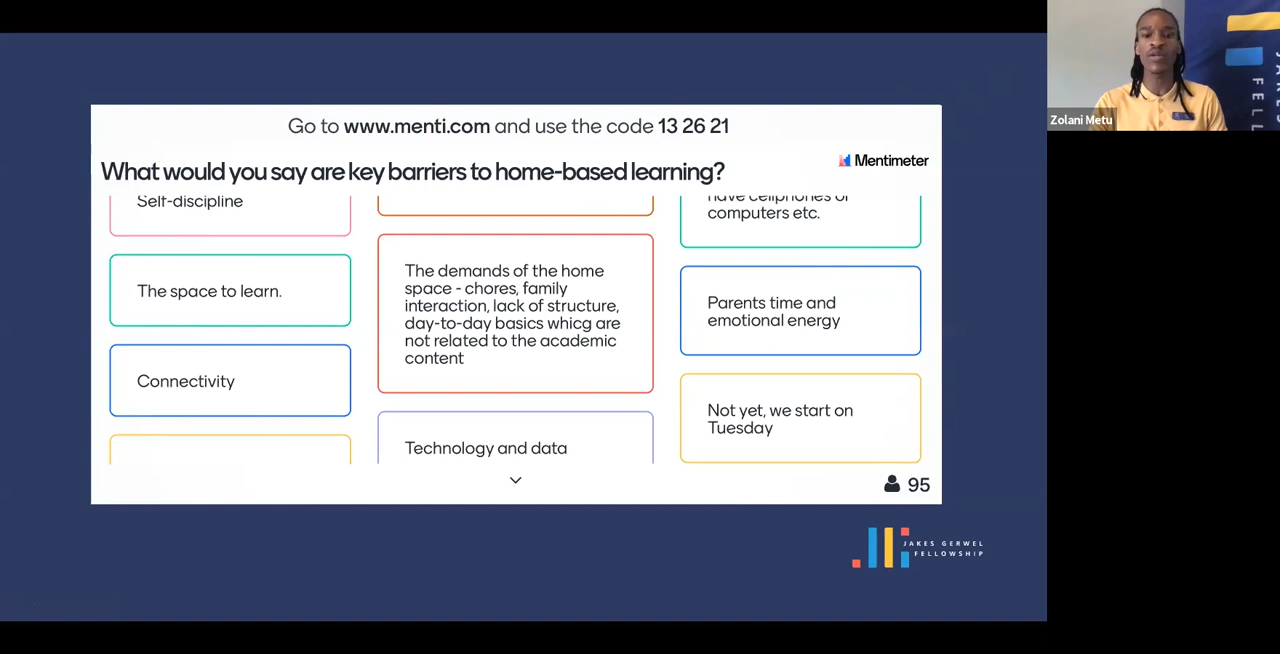 Go to www.menti.com and use the code 13 26 21
Mentimeter
What would you say are key barriers to home-based learning?
Self-discipline
The space to learn.
Connectivity
The demands of the home
space - chores, family
interaction, lack of structure,
day-to-day basics whicg are
not related to the academic
content
Technology and data
have cellphones or
computers etc.
Parents time and
emotional energy
Not yet, we start on
Tuesday
95
JAKES GERWEL
FELLOWSHIP
Zolani Metu